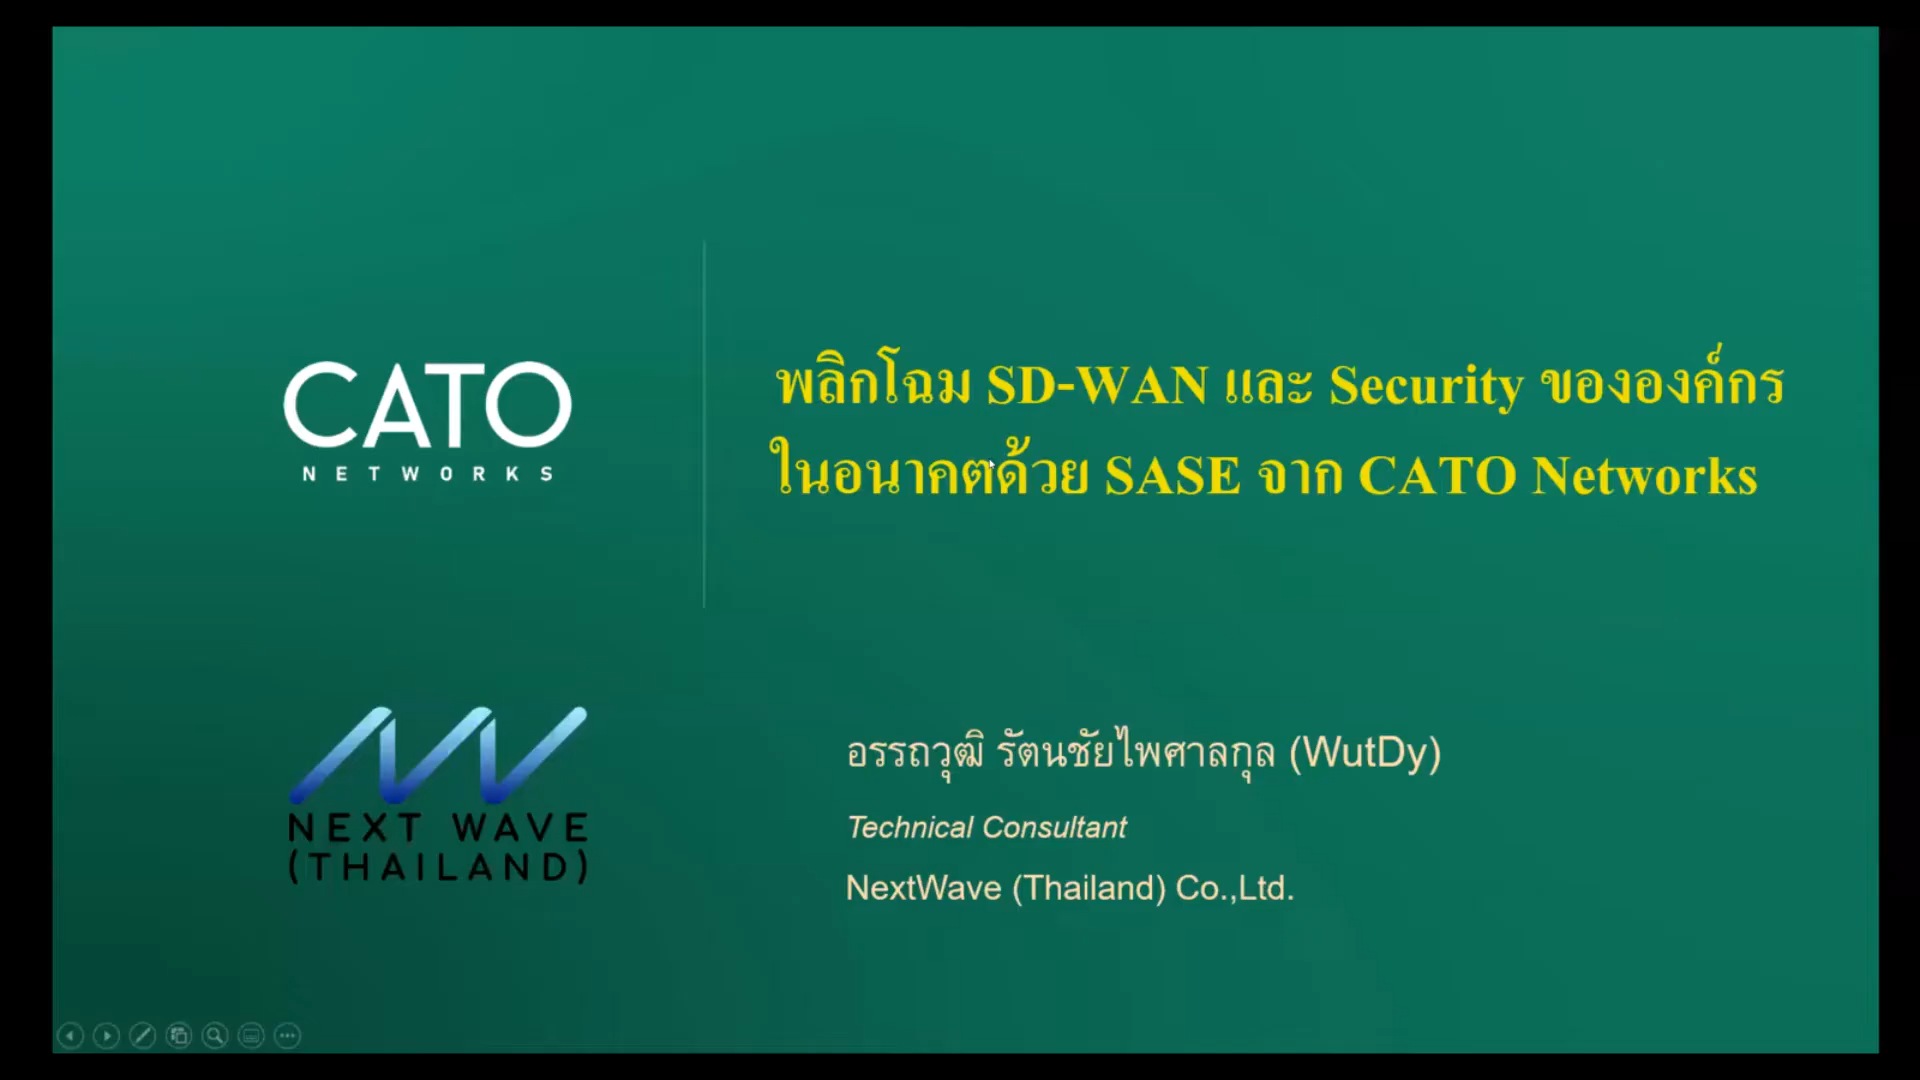 CATO
NETWORKS
พลิกโฉม SD-WAN และ Security ขององค์กร
ในอนาคตด้วย SASE จาก CATO Networks
NEXT WAVE
(THAILAND)
อรรถวุฒิ รัตนชัยไพศาลกุล (WutDy)
Technical Consultant
NextWave (Thailand) Co.,Ltd.